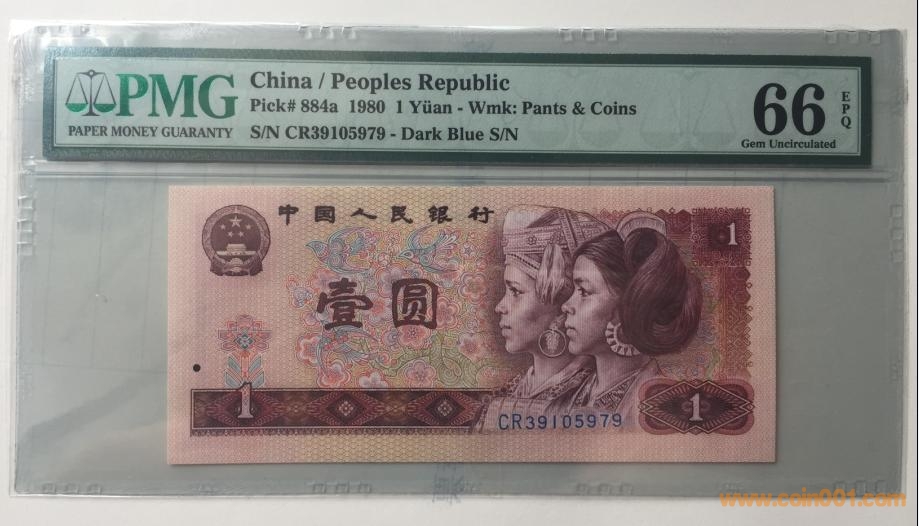 PMG
PAPER MONEY GUARANTY
China / Peoples Republic
Pick# 884a 1980 1 Yüan - Wmk: Pants & Coins
S/N CR39105979 - Dark Blue S/N
66 EPQ
Gem Uncirculated
中国人民银行
1
壹圆
1
1
CR39105979
www.coin001.com